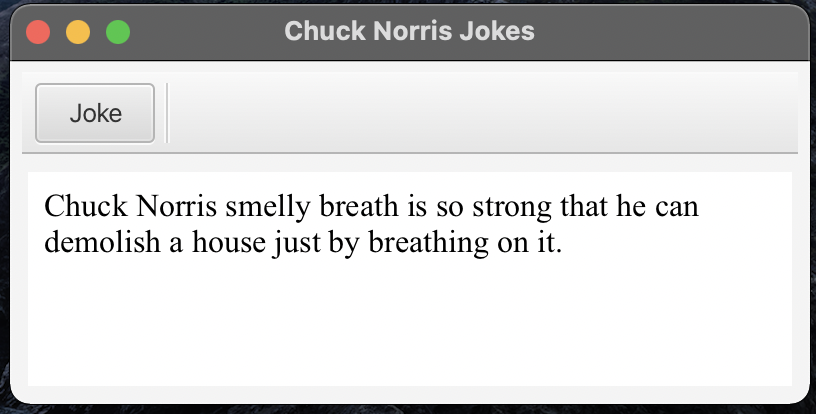 Chuck Norris Jokes
Joke
Chuck Norris smelly breath is so strong that he can
demolish a house just by breathing on it.